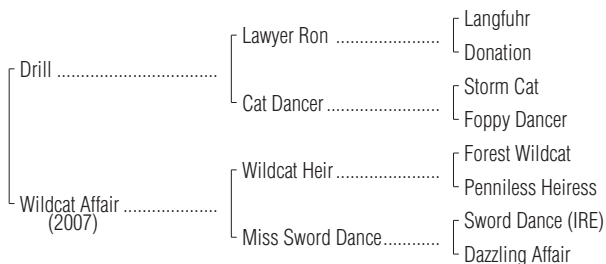 Langfuhr
Lawyer Ron ....................
Donation
Drill ................................
Storm Cat
Cat Dancer ....................
Foppy Dancer
Forest Wildcat
Wildcat Heir ....................
Penniless Heiress
Wildcat Affair ..................
(2007)
Sword Dance (IRE)
Miss Sword Dance...........
Dazzling Affair